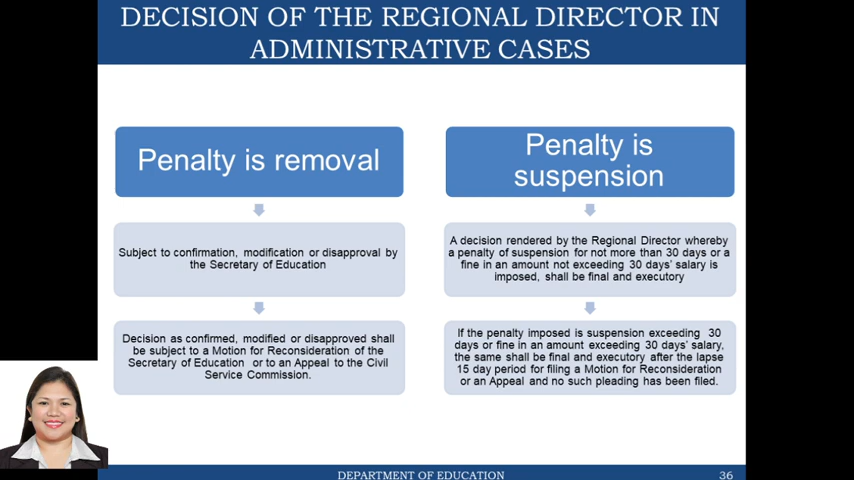 DECISION OF THE REGIONAL DIRECTOR IN
ADMINISTRATIVE CASES
Penalty is removal
Subject to confirmation, modification or disapproval by
the Secretary of Education
Decision as confirmed, modified or disapproved shall
be subject to a Motion for Reconsideration of the
Secretary of Education or to an Appeal to the Civil
Service Commission.
Penalty is
suspension
A decision rendered by the Regional Director whereby
a penalty of suspension for not more than 30 days or a
fine in an amount not exceeding 30 days' salary is
imposed, shall be final and executory
If the penalty imposed is suspension exceeding 30
days or fine in an amount exceeding 30 days' salary,
the same shall be final and executory after the lapse
15 day period for filing a Motion for Reconsideration
or an Appeal and no such pleading has been filed.
DEPARTMENT OF EDUCATION
36